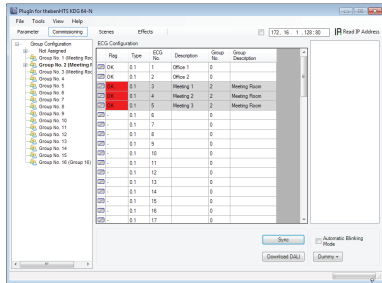 PlugIn for thebenHTS KDG 64-N
File Tools View Help
Parameter Commissioning Scenes Effects 172. 16. 1 .128:80 Read IP Address
Group Configuration
Not Assigned
Group No. 1 (Meeting Roo
Group No. 2 (Meeting F
Group No. 3 (Meeting Roo
Group No. 4
Group No. 5
Group No. 6
Group No. 7
Group No. 8
Group No. 9
Group No. 10
Group No. 11
Group No. 12
Group No. 13
Group No. 14
Group No. 15
Group No. 16 (Group 16)
ECG Configuration
Flag Type ECG No. Description Group No. Group Description
OK 0.1 1 Office 1 0
OK 0.1 2 Office 2 0
OK 0.1 3 Meeting 1 2 Meeting Room
OK 0.1 4 Meeting 2 2 Meeting Room
OK 0.1 5 Meeting 3 2 Meeting Room
- 0.1 6 0
- 0.1 7 0
- 0.1 8 0
- 0.1 9 0
- 0.1 10 0
- 0.1 11 0
- 0.1 12 0
- 0.1 13 0
- 0.1 14 0
- 0.1 15 0
- 0.1 16 0
- 0.1 17 0
Sync Automatic Blinking Mode
Download DALI Dummy +